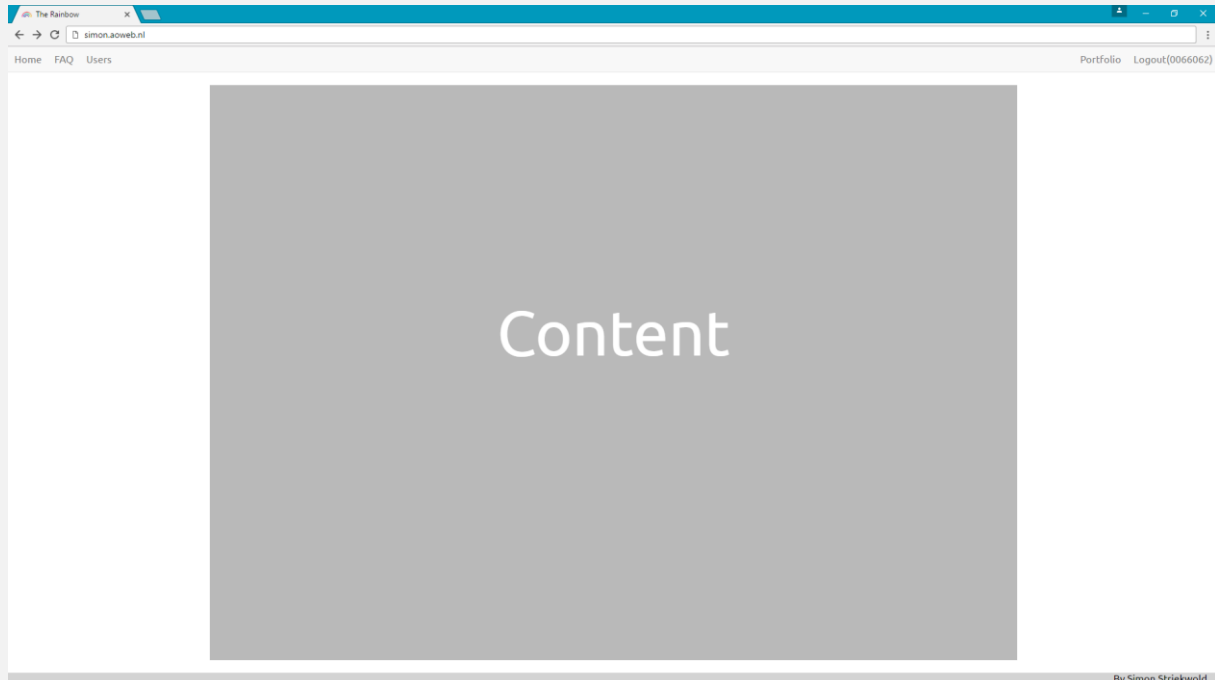 The Rainbow
simon.aoweb.nl
Home FAQ Users Portfolio Logout(0066062)
Content
By Simon Striekwold